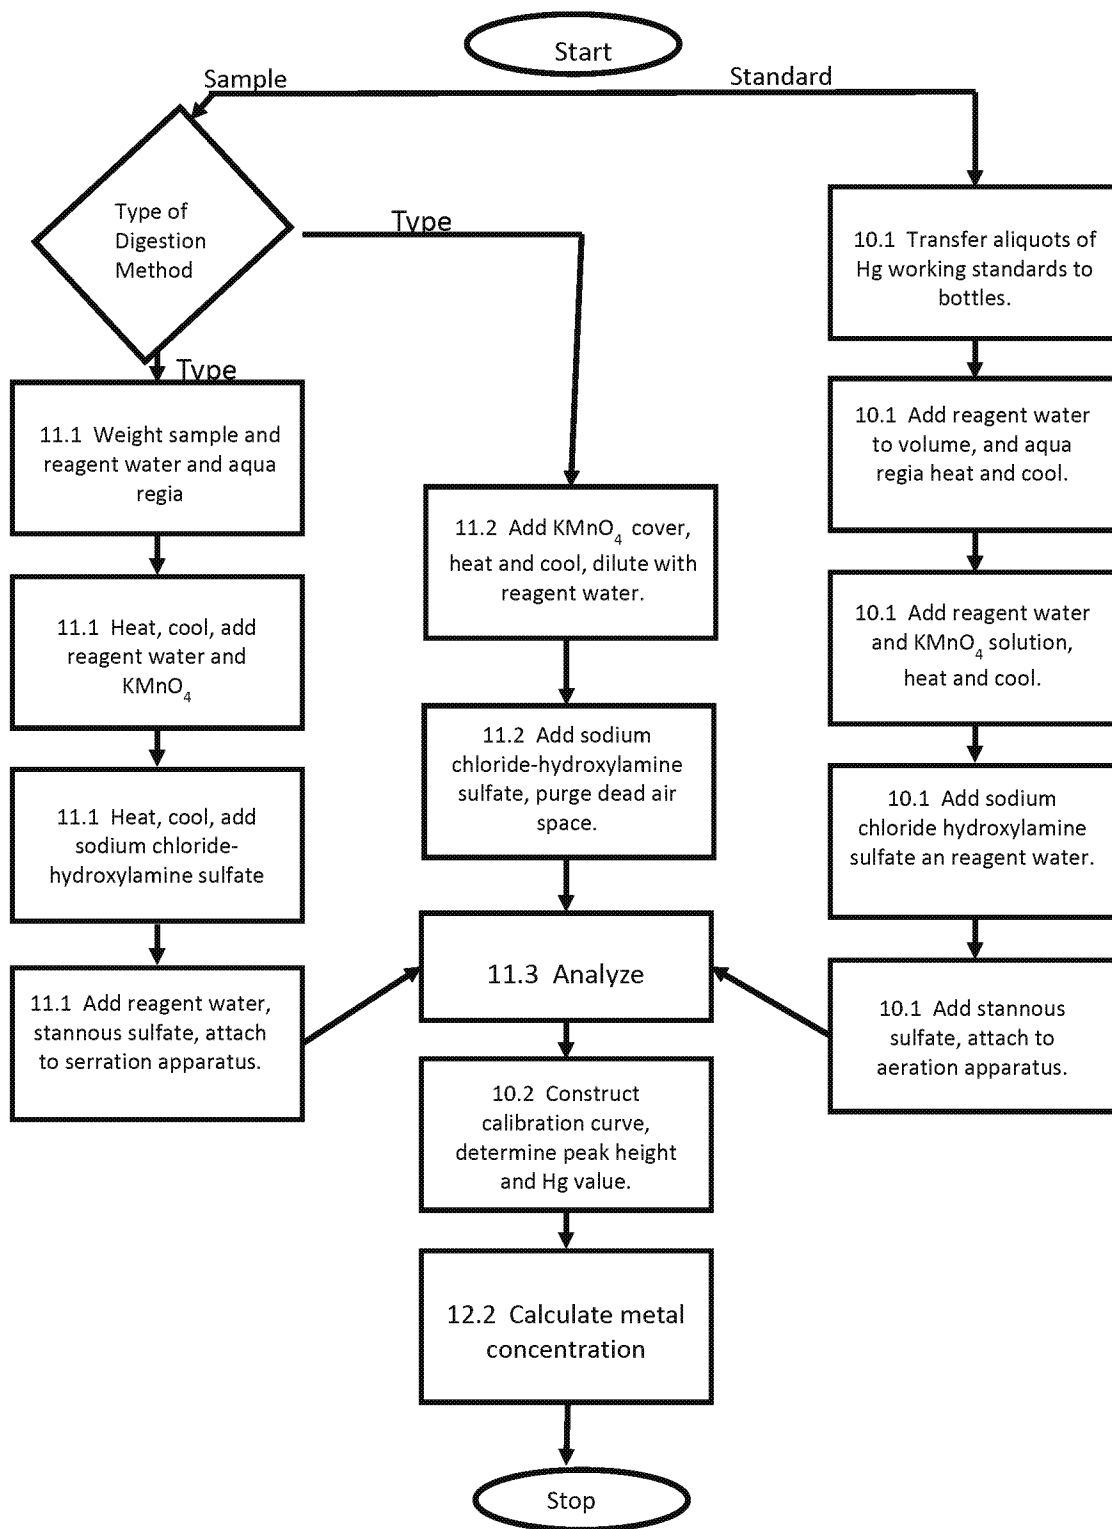 Start
Sample
Standard
Type of
Digestion
Method
Type
Type
10.1 Transfer aliquots of
Hg working standards to
bottles.
11.1 Weight sample and
reagent water and aqua
regia
10.1 Add reagent water
to volume, and aqua
regia heat and cool.
11.2 Add KMnO4 cover,
heat and cool, dilute with
reagent water.
11.1 Heat, cool, add
reagent water and
KMnO4
10.1 Add reagent water
and KMnO4 solution,
heat and cool.
11.2 Add sodium
chloride-hydroxylamine
sulfate, purge dead air
space.
11.1 Heat, cool, add
sodium chloride-
hydroxylamine sulfate
10.1 Add sodium
chloride hydroxylamine
sulfate an reagent water.
11.3 Analyze
11.1 Add reagent water,
stannous sulfate, attach
to serration apparatus.
10.1 Add stannous
sulfate, attach to
aeration apparatus.
10.2 Construct
calibration curve,
determine peak height
and Hg value.
12.2 Calculate metal
concentration
Stop